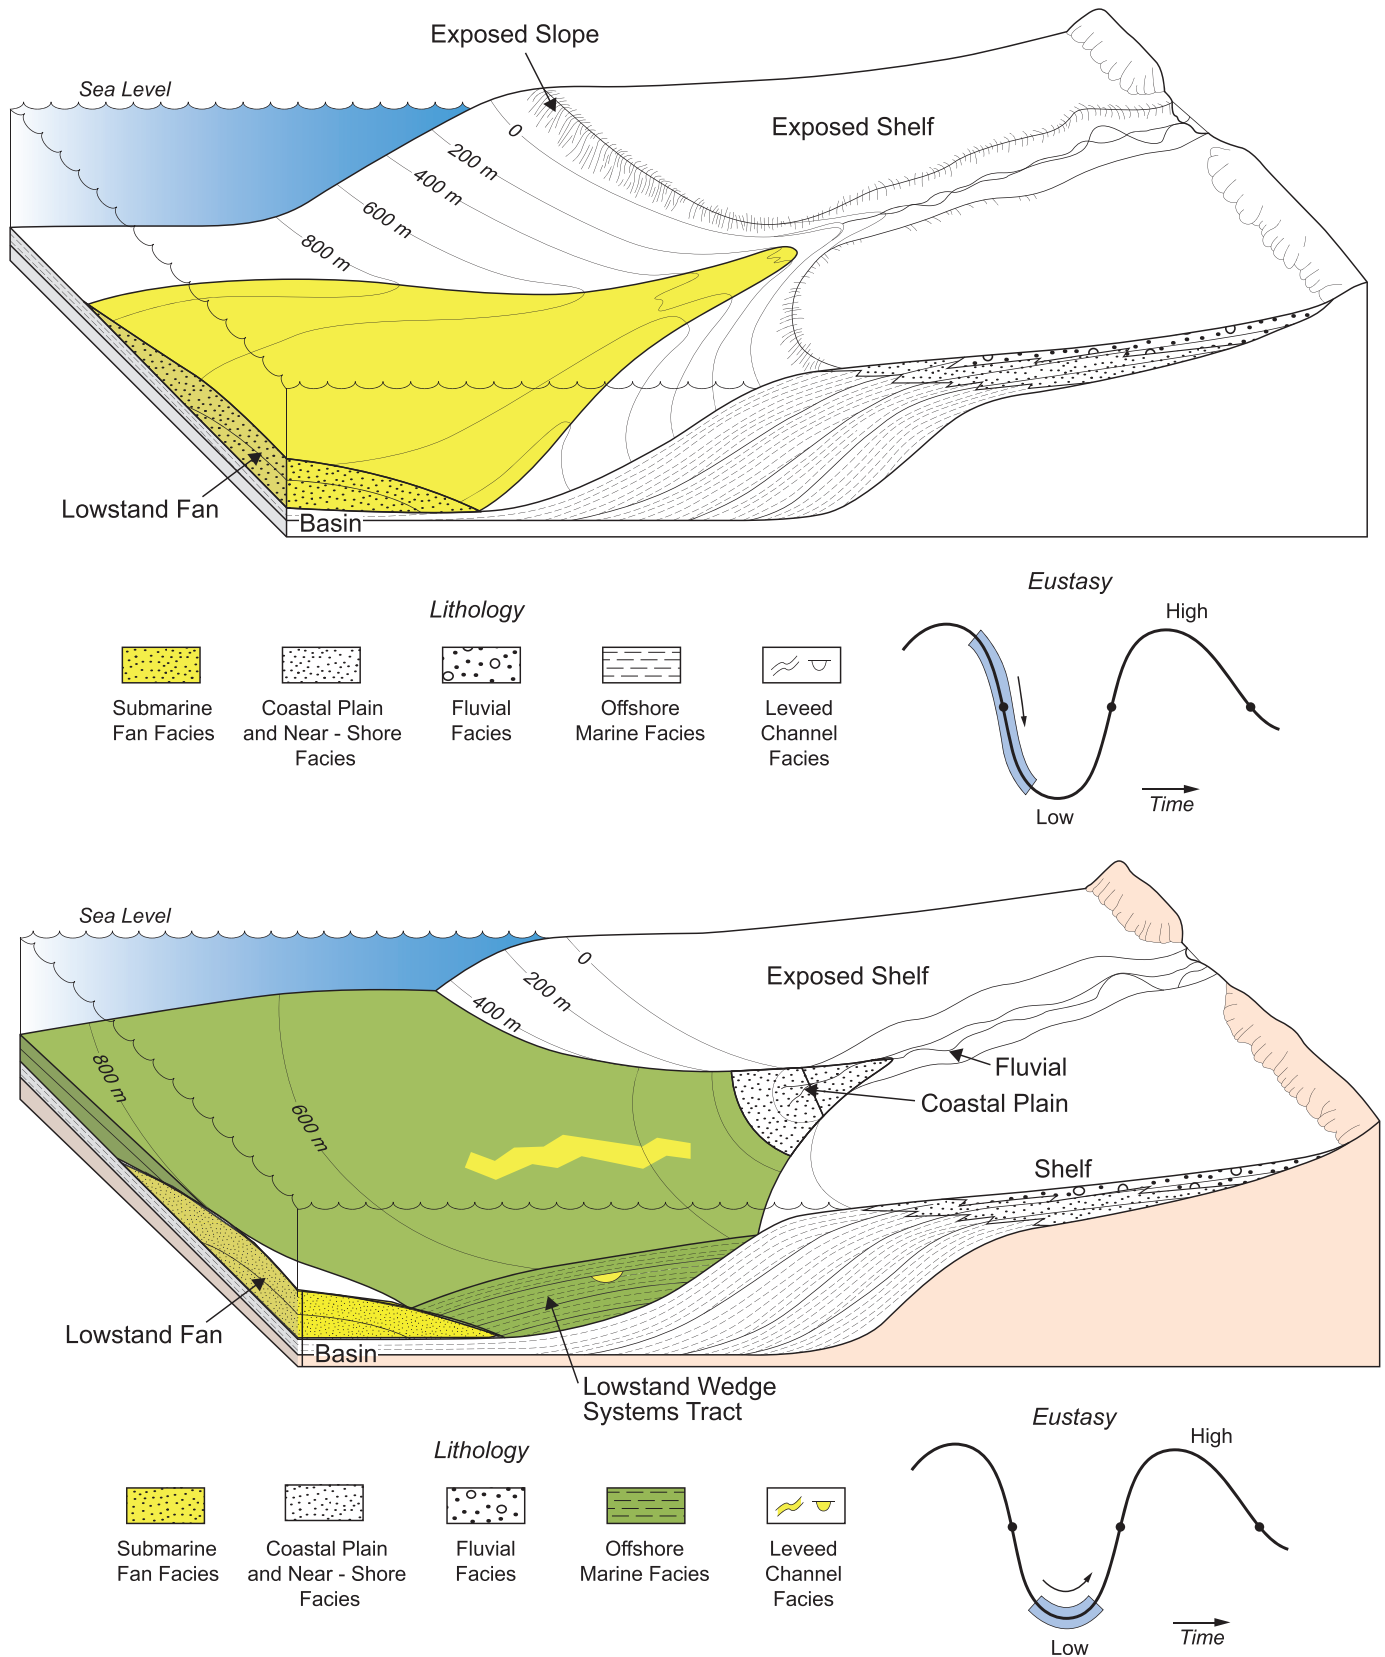 Exposed Slope
Sea Level
Exposed Shelf
0
200 m
400 m
600 m
800 m
Lowstand Fan
Basin
Eustasy
Lithology
High
Submarine
Fan Facies
Coastal Plain
and Near - Shore
Facies
Fluvial
Facies
Offshore
Marine Facies
Leveed
Channel
Facies
Time
Low
Sea Level
Exposed Shelf
0
200 m
400 m
800 m
600 m
Fluvial
Coastal Plain
Shelf
Lowstand Fan
Basin
Lowstand Wedge
Systems Tract
Eustasy
Lithology
High
Submarine
Fan Facies
Coastal Plain
and Near - Shore
Facies
Fluvial
Facies
Offshore
Marine Facies
Leveed
Channel
Facies
Time
Low